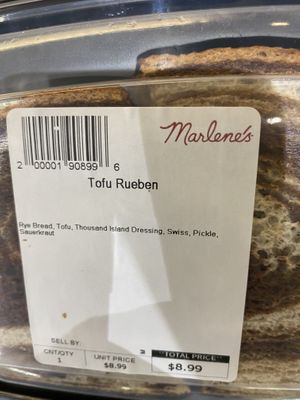 Marlene's
2 00001 90899 6
Tofu Rueben
Rye Bread, Tofu, Thousand Island Dressing, Swiss, Pickle,
Sauerkraut
SELL BY:
CNT/QTY UNIT PRICE TOTAL PRICE
1 $8.99 $8.99